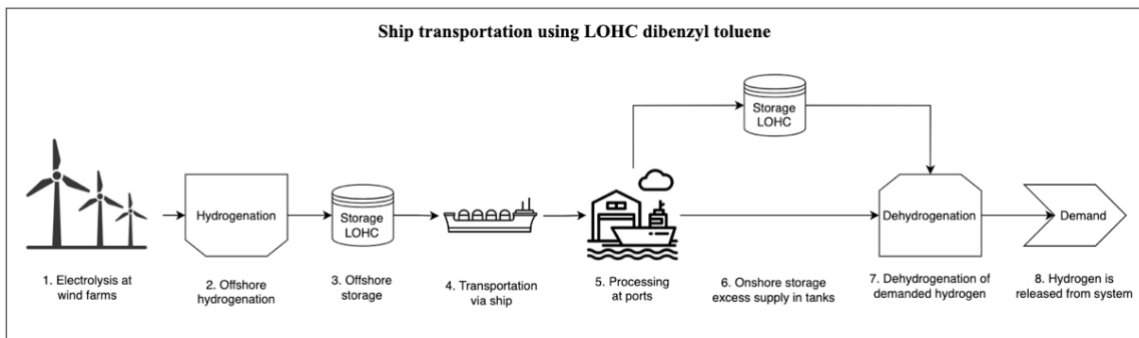 Ship transportation using LOHC dibenzyl toluene
Storage
LOHC
Hydrogenation
Storage
LOHC
Dehydrogenation
Demand
1. Electrolysis at
wind farms
2. Offshore
hydrogenation
3. Offshore
storage
4. Transportation
via ship
5. Processing
at ports
6. Onshore storage
excess supply in tanks
7. Dehydrogenation of
demanded hydrogen
8. Hydrogen is
released from system